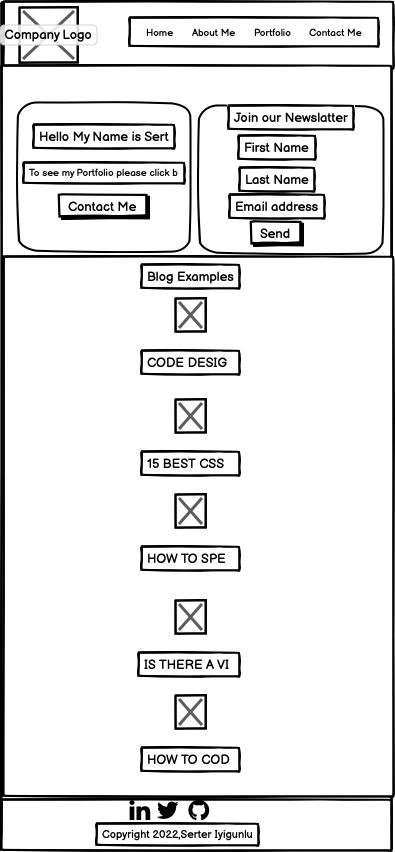 Company Logo
Home About Me Portfolio Contact Me
Hello My Name is Sert
To see my Portfolio please click b
Contact Me
Join our Newslatter
First Name
Last Name
Email address
Send
Blog Examples
CODE DESIG
15 BEST CSS
HOW TO SPE
IS THERE A VI
HOW TO COD
in
Copyright 2022,Serter Iyigunlu